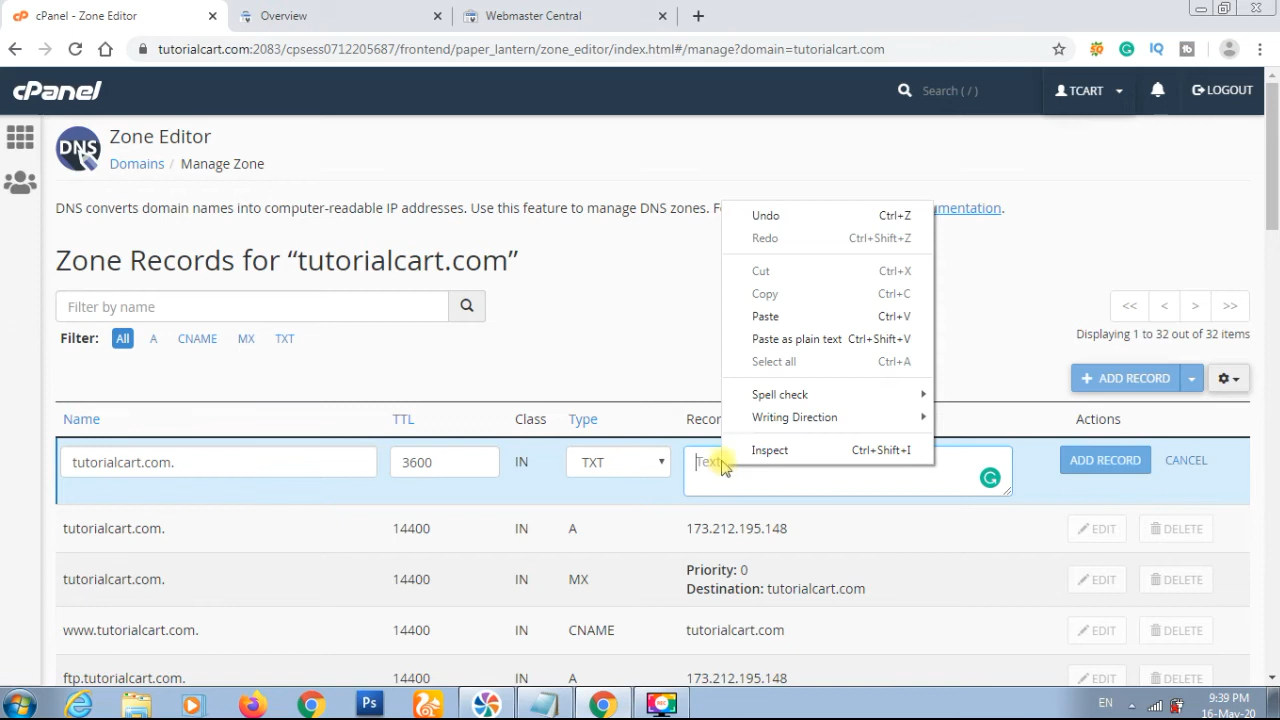 cPanel - Zone Editor
Overview
Webmaster Central
tutorialcart.com:2083/cpsess0712205687/frontend/paper_lantern/zone_editor/index.html#/manage?domain=tutorialcart.com
cPanel
Search ( / )
TCART
LOGOUT
DNS
Zone Editor
Domains / Manage Zone
DNS converts domain names into computer-readable IP addresses. Use this feature to manage DNS zones. F
mentation.
Zone Records for “tutorialcart.com”
Filter by name
<< < > >>
Displaying 1 to 32 out of 32 items
Filter: All A CNAME MX TXT
+ ADD RECORD
Undo Ctrl+Z
Redo Ctrl+Shift+Z
Cut Ctrl+X
Copy Ctrl+C
Paste Ctrl+V
Paste as plain text Ctrl+Shift+V
Select all Ctrl+A
Spell check
Writing Direction
Inspect Ctrl+Shift+I
Name TTL Class Type Recor Actions
tutorialcart.com. 3600 IN TXT Text ADD RECORD CANCEL
tutorialcart.com. 14400 IN A 173.212.195.148 EDIT DELETE
tutorialcart.com. 14400 IN MX Priority: 0 EDIT DELETE
Destination: tutorialcart.com
www.tutorialcart.com. 14400 IN CNAME tutorialcart.com EDIT DELETE
ftp.tutorialcart.com. 14400 IN A 173.212.195.148 EDIT DELETE
Ps
REC
EN
9:39 PM
16-May-20